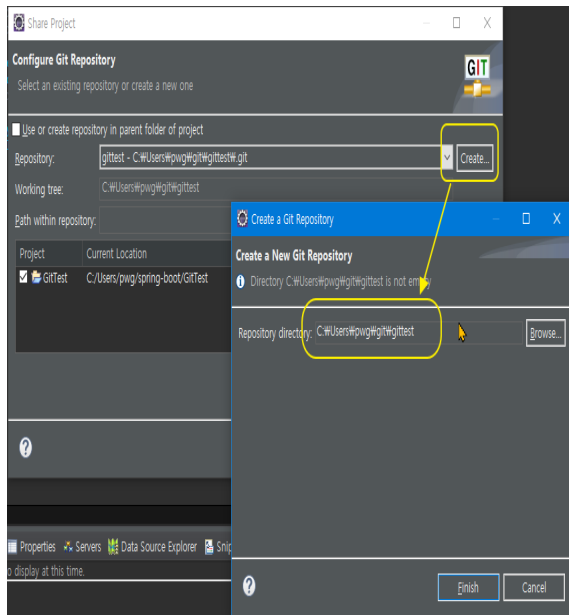 Share Project
Configure Git Repository
Select an existing repository or create a new one
GIT
Use or create repository in parent folder of project
Repository: gittest - C:₩Users₩pwg₩git₩gittest₩.git Create...
Working tree: C:₩Users₩pwg₩git₩gittest
Path within repository:
Project Current Location
GitTest C:/Users/pwg/spring-boot/GitTest
Create a Git Repository
Create a New Git Repository
Directory C:₩Users₩pwg₩git₩gittest is not empty
Repository directory: C:₩Users₩pwg₩git₩gittest Browse...
Properties Servers Data Source Explorer Snip
o display at this time.
Finish Cancel